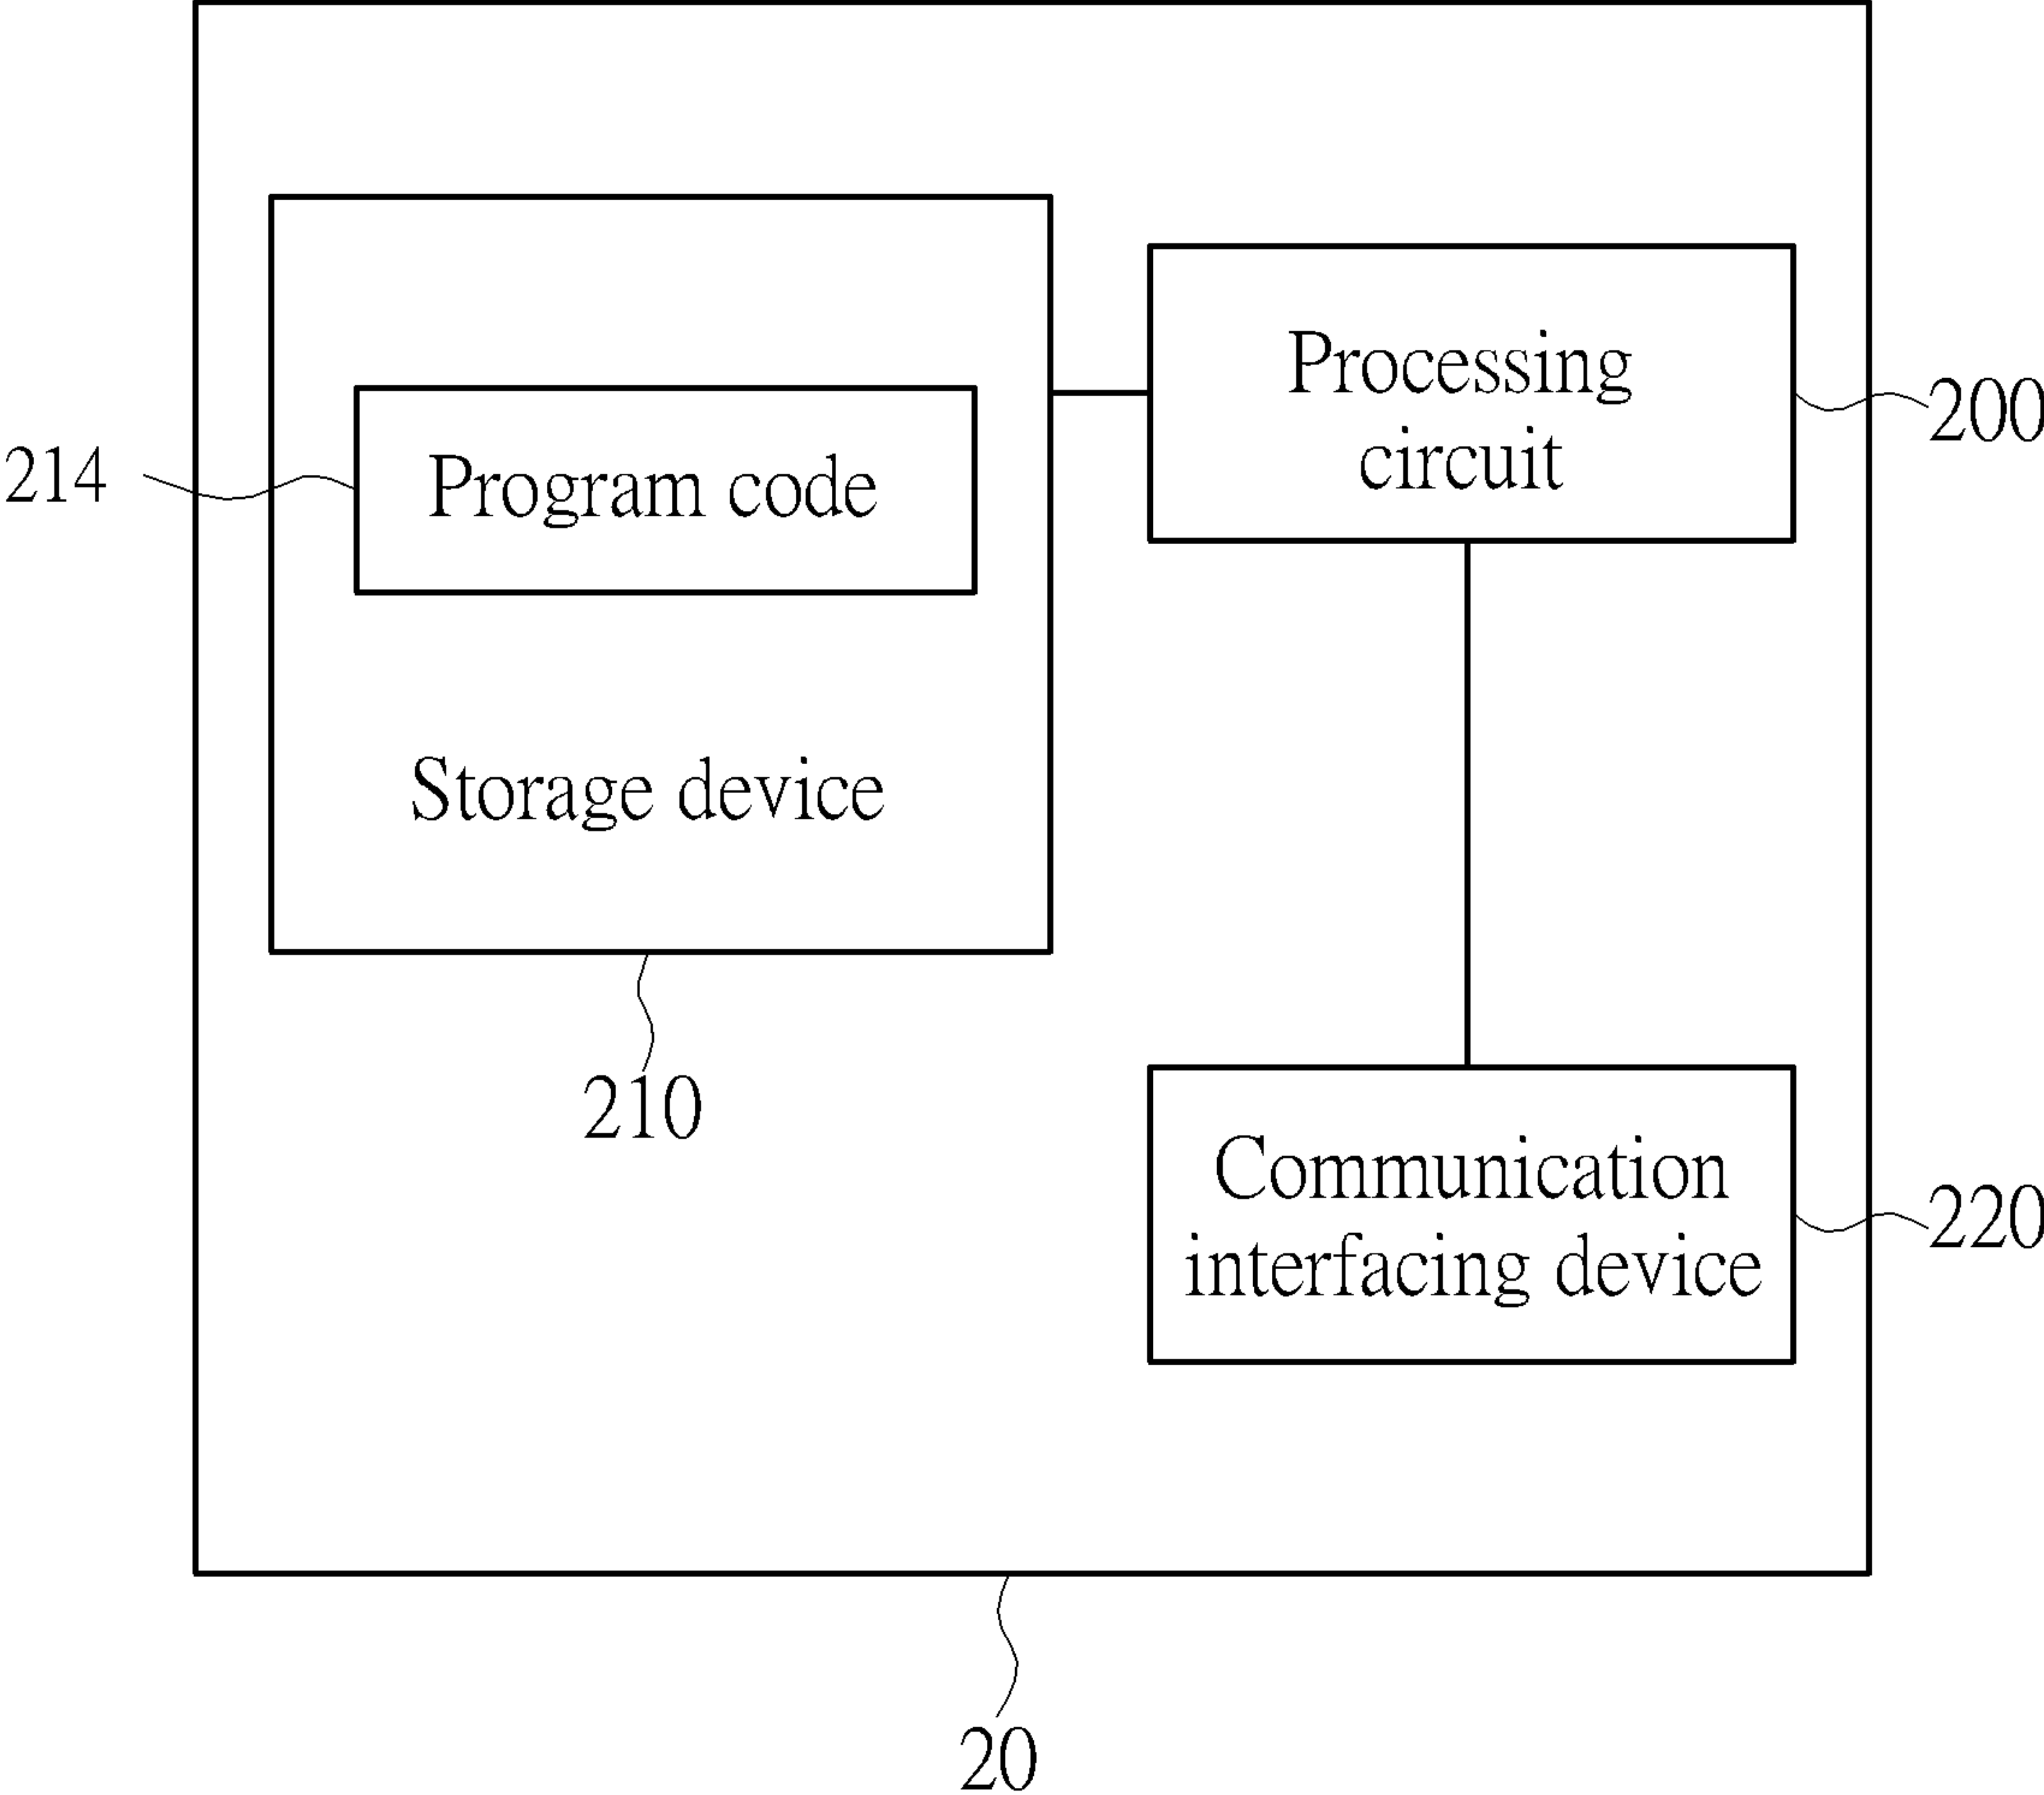 Processing
circuit
200
214
Program code
Storage device
210
Communication
interfacing device
220
20